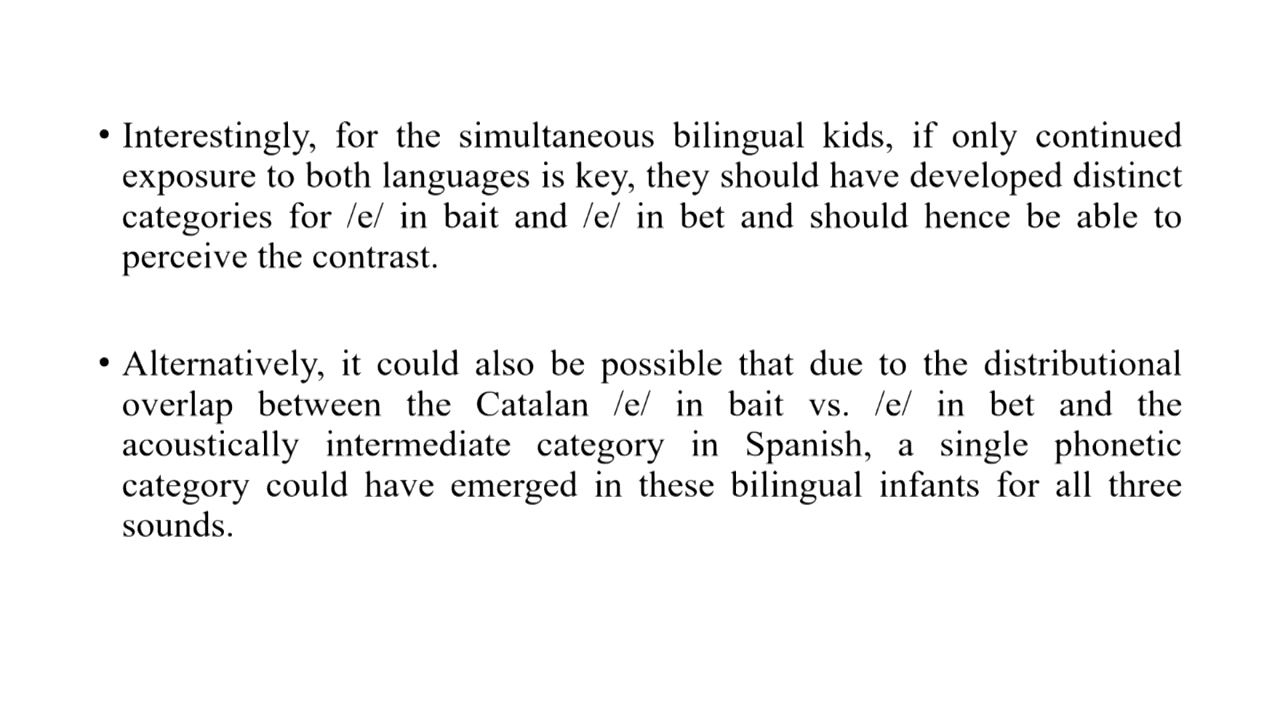 • Interestingly, for the simultaneous bilingual kids, if only continued
exposure to both languages is key, they should have developed distinct
categories for /e/ in bait and /e/ in bet and should hence be able to
perceive the contrast.
• Alternatively, it could also be possible that due to the distributional
overlap between the Catalan /e/ in bait vs. /e/ in bet and the
acoustically intermediate category in Spanish, a single phonetic
category could have emerged in these bilingual infants for all three
sounds.